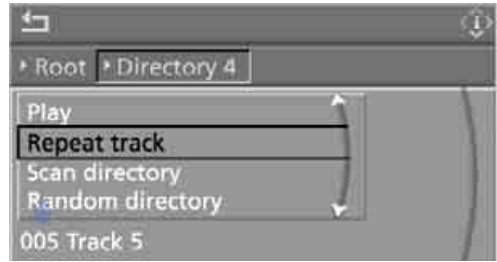 Root Directory 4
Play
Repeat track
Scan directory
Random directory
005 Track 5